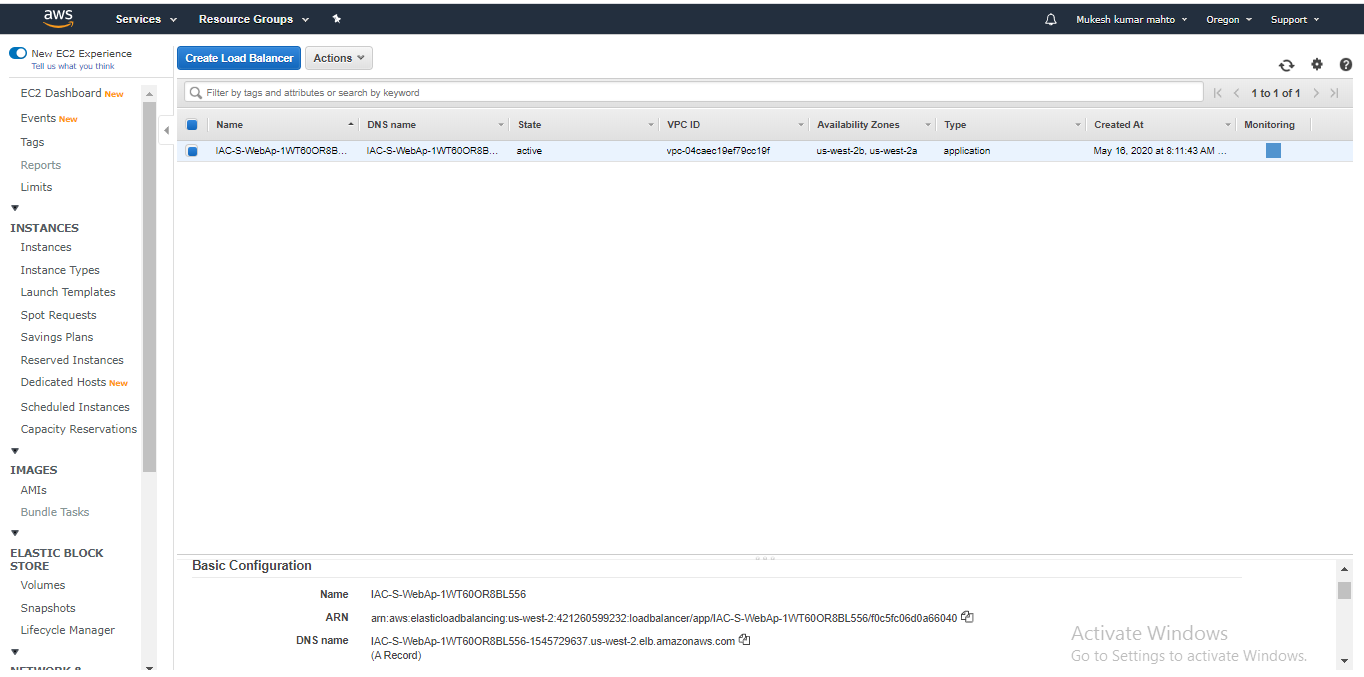 aws Services Resource Groups Mukesh kumar mahto Oregon Support
New EC2 Experience
Tell us what you think
Create Load Balancer Actions
EC2 Dashboard New
Events New
Tags
Reports
Limits
INSTANCES
Instances
Instance Types
Launch Templates
Spot Requests
Savings Plans
Reserved Instances
Dedicated Hosts New
Scheduled Instances
Capacity Reservations
IMAGES
AMIs
Bundle Tasks
ELASTIC BLOCK
STORE
Volumes
Snapshots
Lifecycle Manager
NETWORK &
Filter by tags and attributes or search by keyword
1 to 1 of 1
Name DNS name State VPC ID Availability Zones Type Created At Monitoring
IAC-S-WebAp-1WT60OR8B... IAC-S-WebAp-1WT60OR8B... active vpc-04caec19ef79cc19f us-west-2b, us-west-2a application May 16, 2020 at 8:11:43 AM ...
Basic Configuration
Name IAC-S-WebAp-1WT60OR8BL556
ARN arn:aws:elasticloadbalancing:us-west-2:421260599232:loadbalancer/app/IAC-S-WebAp-1WT60OR8BL556/f0c5fc06d0a66040
DNS name IAC-S-WebAp-1WT60OR8BL556-1545729637.us-west-2.elb.amazonaws.com
(A Record)
Activate Windows
Go to Settings to activate Windows.